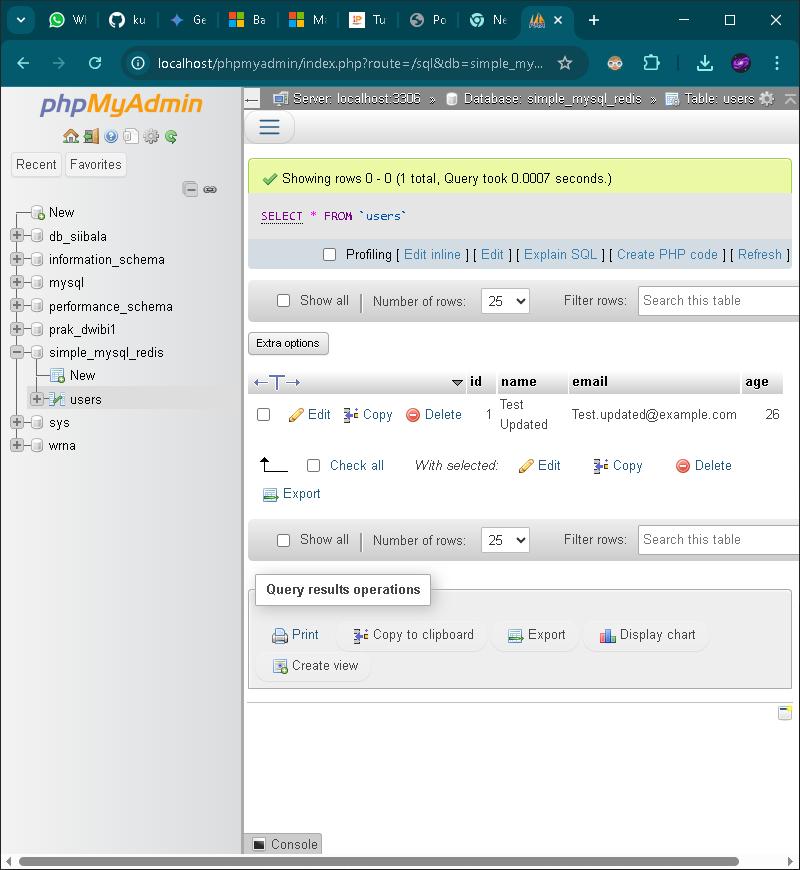 Wh
ku
Ge
Ba
Ma
Tu
Po
Ne
localhost/phpmyadmin/index.php?route=/sql&db=simple_my...
phpMyAdmin
Recent
Favorites
New
db_siibala
information_schema
mysql
performance_schema
prak_dwibi1
simple_mysql_redis
New
users
sys
wrna
Server: localhost:3306 » Database: simple_mysql_redis » Table: users
Showing rows 0 - 0 (1 total, Query took 0.0007 seconds.)
SELECT * FROM `users`
Profiling [ Edit inline ] [ Edit ] [ Explain SQL ] [ Create PHP code ] [ Refresh ]
Show all | Number of rows: 25 Filter rows: Search this table
Extra options
←T→ id name email age
Edit Copy Delete 1 Test Updated Test.updated@example.com 26
Check all With selected: Edit Copy Delete
Export
Show all | Number of rows: 25 Filter rows: Search this table
Query results operations
Print Copy to clipboard Export Display chart
Create view
Console